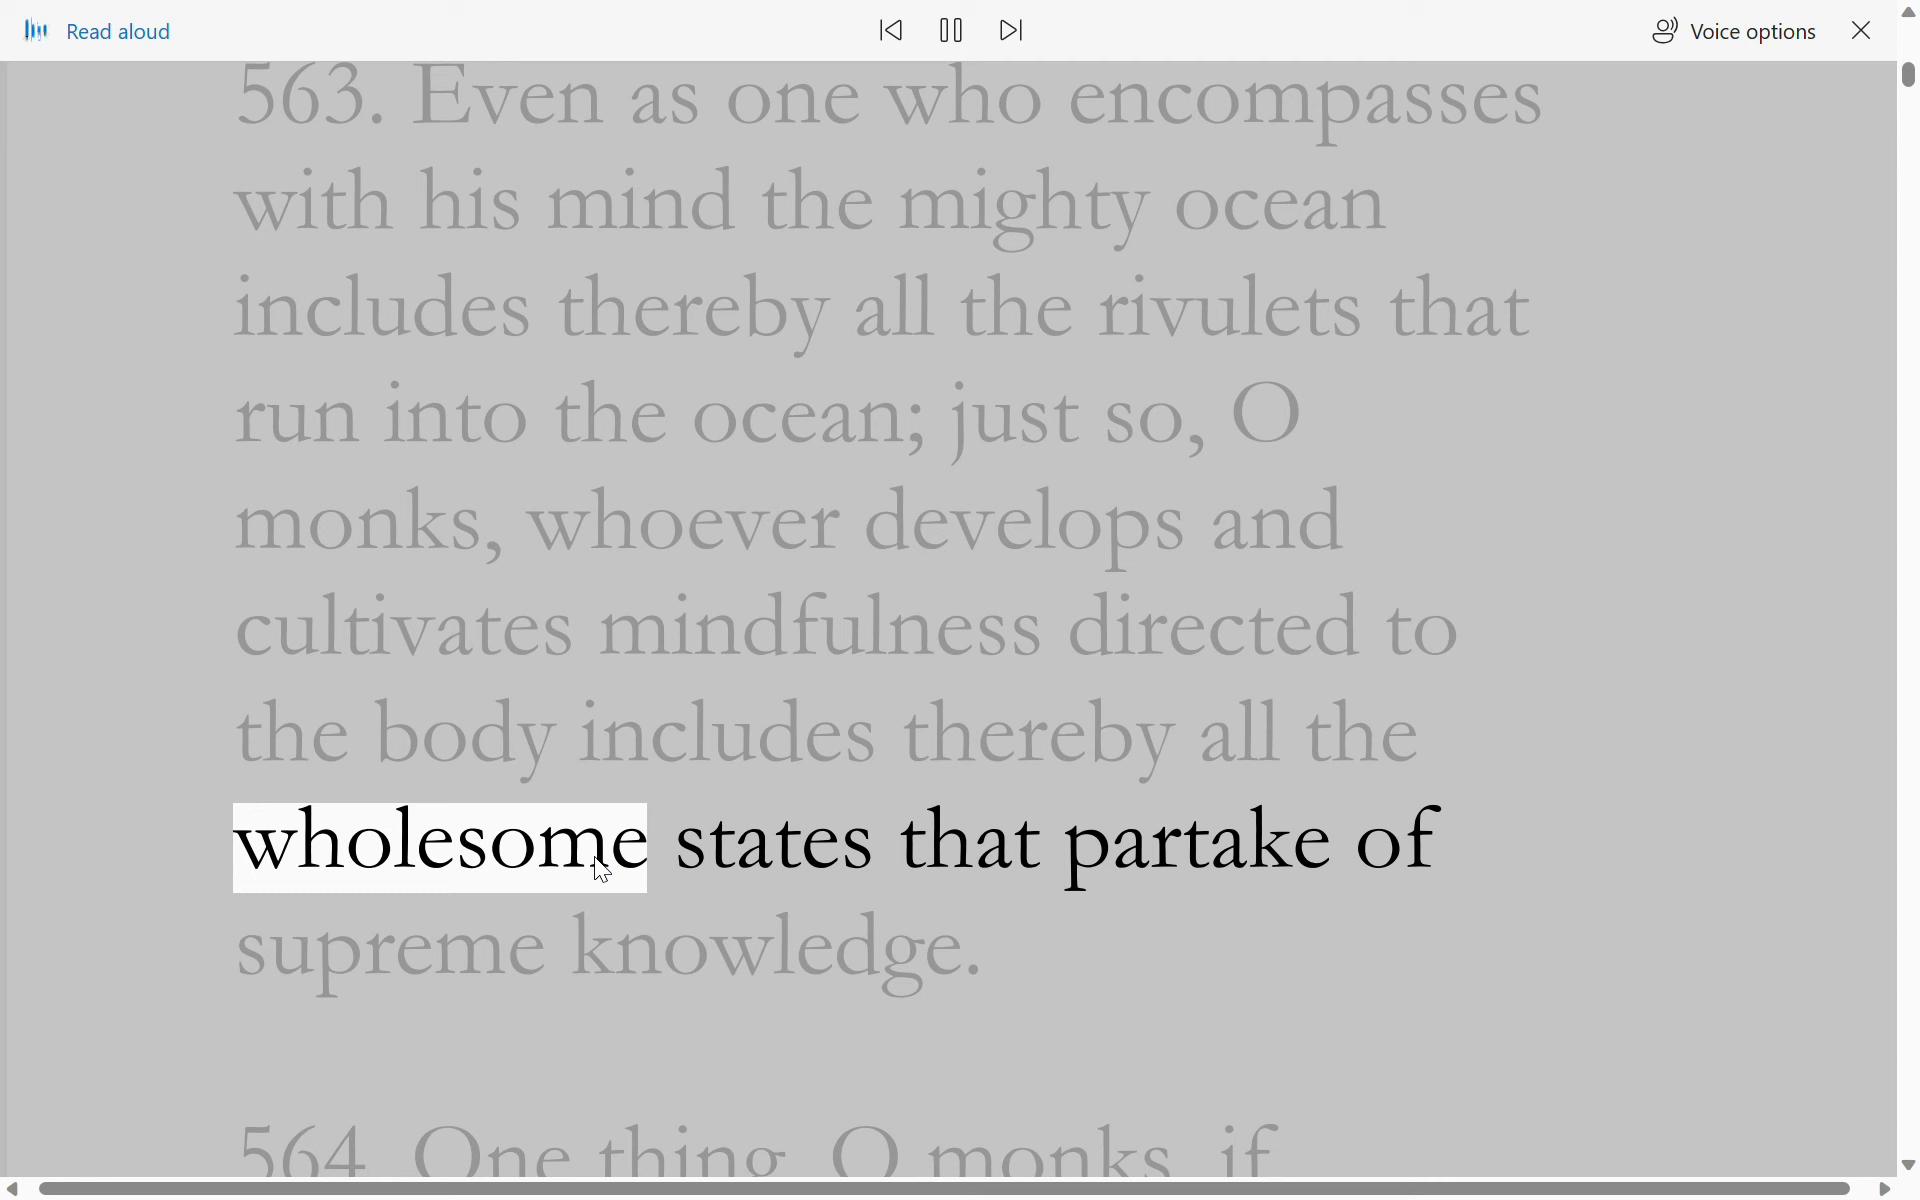 Read aloud
Voice options
563. Even as one who encompasses
with his mind the mighty ocean
includes thereby all the rivulets that
run into the ocean; just so, O
monks, whoever develops and
cultivates mindfulness directed to
the body includes thereby all the
wholesome states that partake of
supreme knowledge.
564. One thing, O monks, if